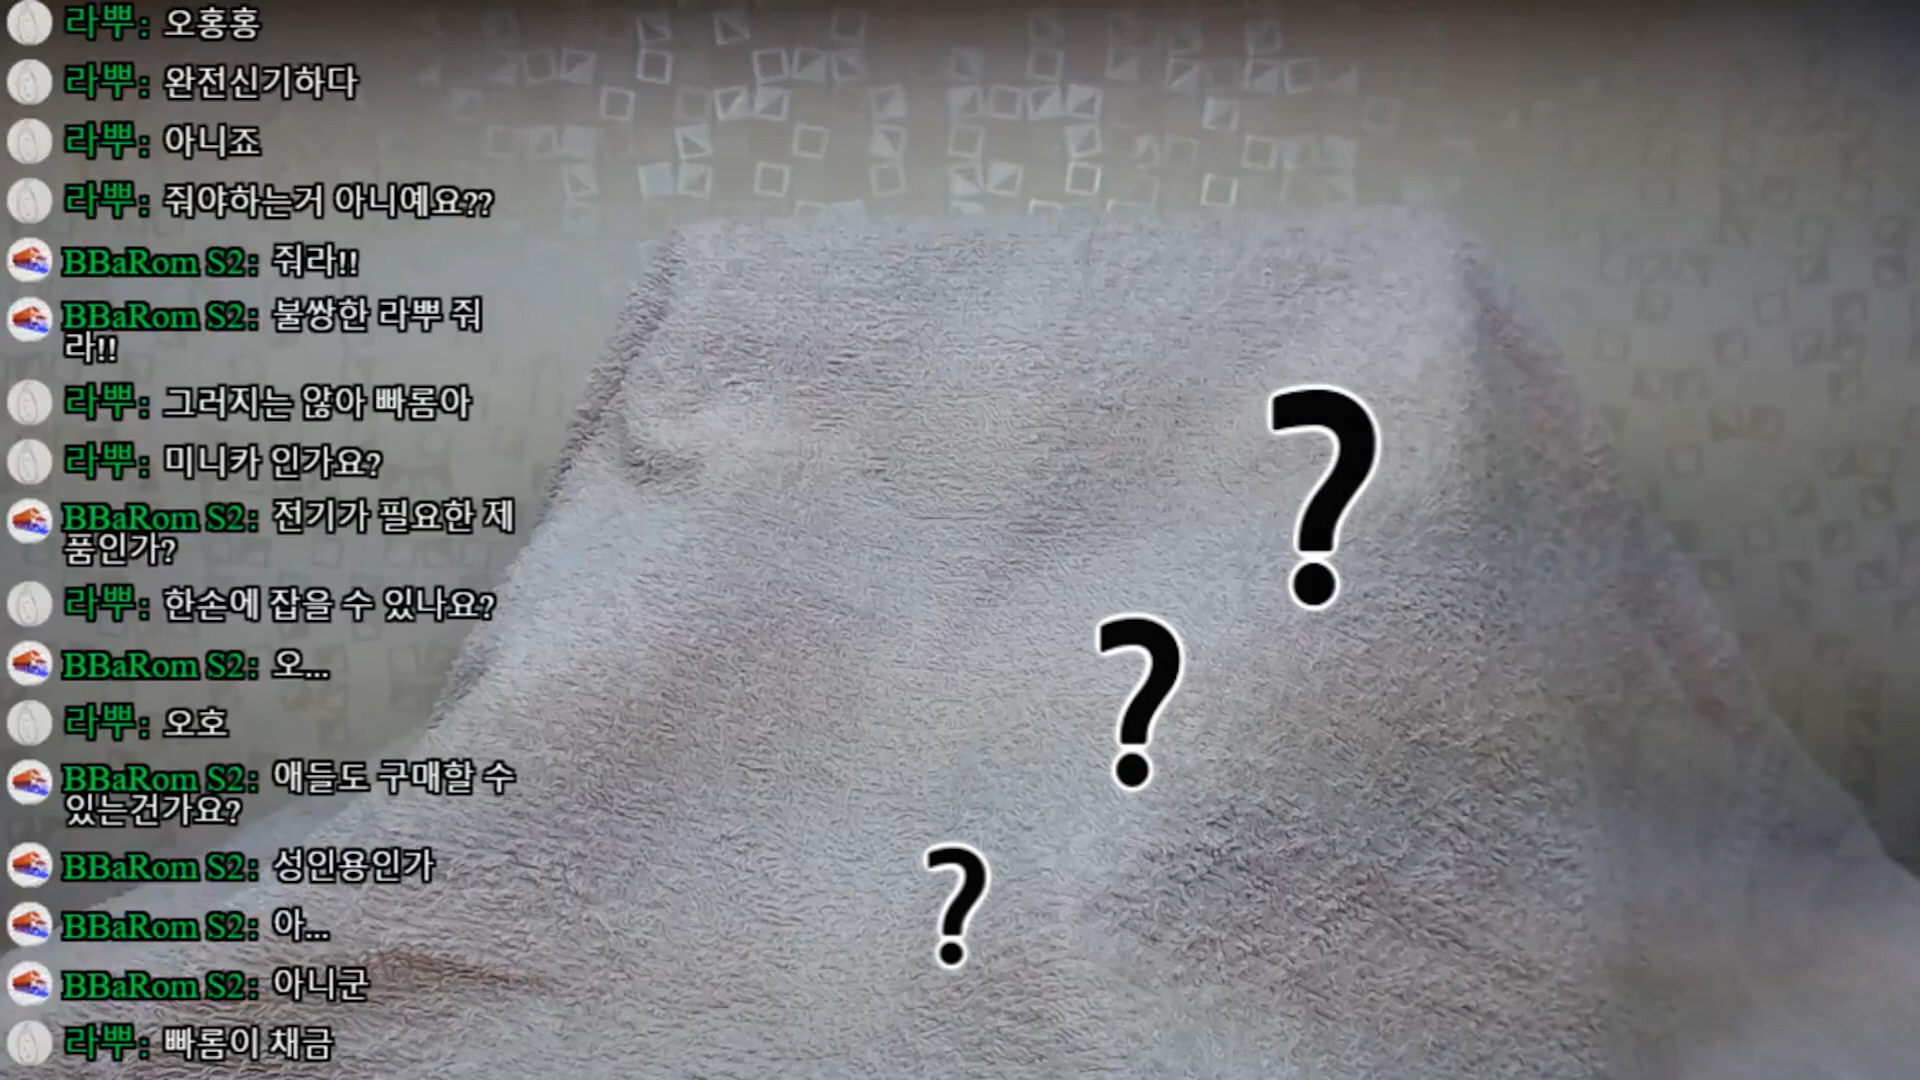 라뿌: 오홍홍
라뿌: 완전신기하다
라뿌: 아니죠
라뿌: 줘야하는거 아니예요??
BBaRom S2: 줘라!!
BBaRom S2: 불쌍한 라뿌 줘
라!!
라뿌: 그러지는 않아 빠롬아
라뿌: 미니카 인가요?
BBaRom S2: 전기가 필요한 제
품인가?
라뿌: 한손에 잡을 수 있나요?
BBaRom S2: 오...
라뿌: 오호
BBaRom S2: 애들도 구매할 수
있는건가요?
BBaRom S2: 성인용인가
BBaRom S2: 아...
BBaRom S2: 아니군
라뿌: 빠롬이 채금
?
?
?